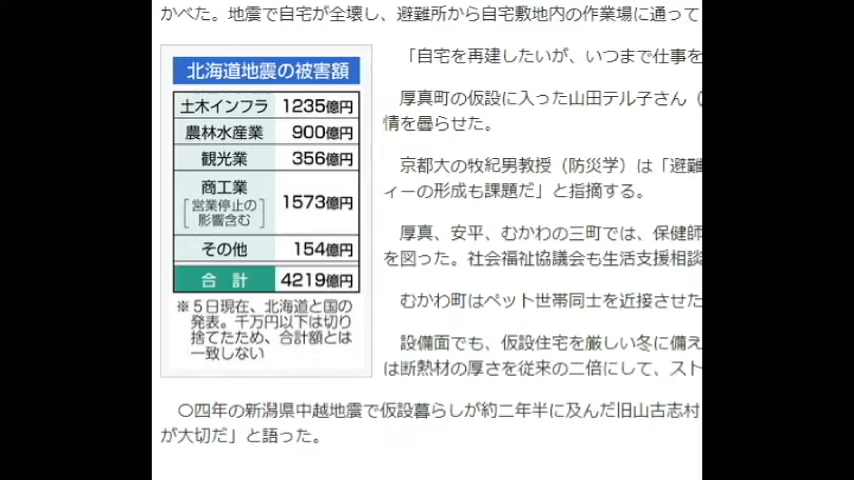 かべた。地震で自宅が全壊し、避難所から自宅敷地内の作業場に通って
北海道地震の被害額
土木インフラ 1235億円
農林水産業 900億円
観光業 356億円
商工業 1573億円
[営業停止の
影響含む]
その他 154億円
合計 4219億円
※5日現在、北海道と国の
発表。千万円以下は切り
捨てたため、合計額とは
一致しない
「自宅を再建したいが、いつまで仕事を
厚真町の仮設に入った山田テル子さん（
情を曇らせた。
京都大の牧紀男教授（防災学）は「避難
ィーの形成も課題だ」と指摘する。
厚真、安平、むかわの三町では、保健師
を図った。社会福祉協議会も生活支援相談
むかわ町はペット世帯同士を近接させた
設備面でも、仮設住宅を厳しい冬に備え
は断熱材の厚さを従来の二倍にして、スト
〇四年の新潟県中越地震で仮設暮らしが約二年半に及んだ旧山古志村
が大切だ」と語った。